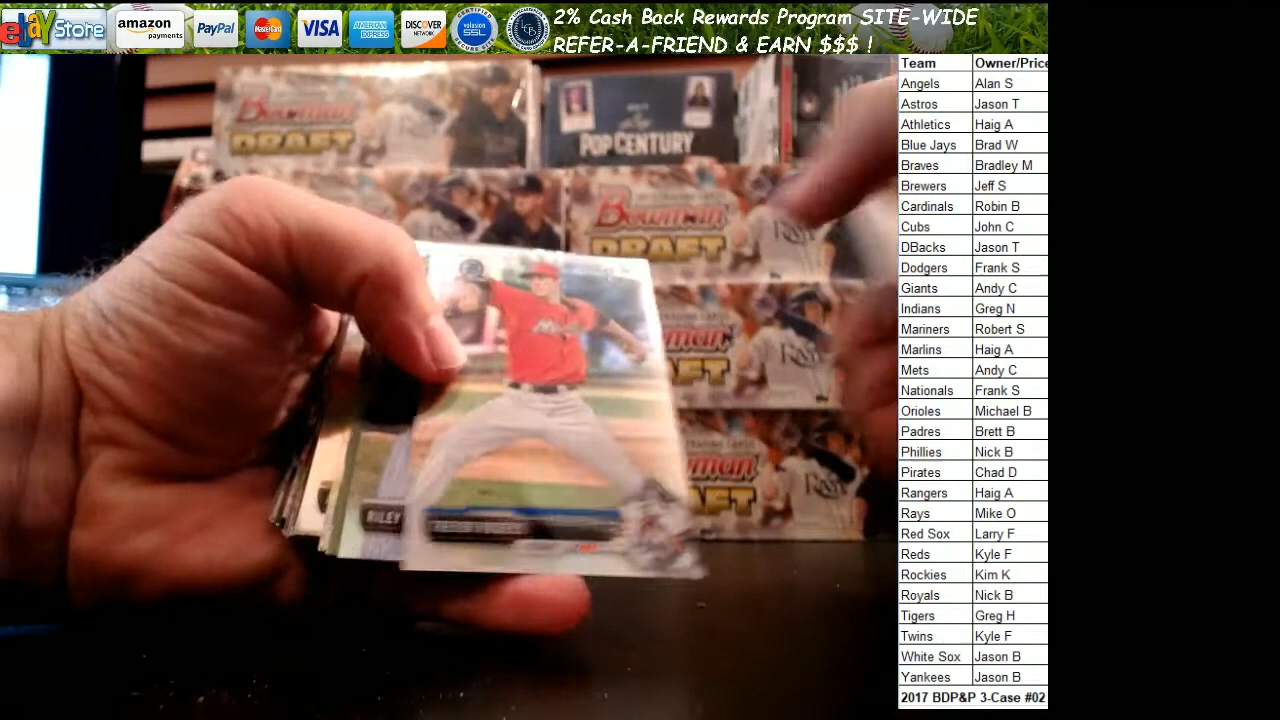 ebay Store
amazon
payments
PayPal
MasterCard
VISA
AMERICAN
EXPRESS
DISCOVER
NETWORK
CERTIFIED
volusion
SSL
SECURE SITE
2% Cash Back Rewards Program SITE-WIDE
REFER-A-FRIEND & EARN $$$ !
Team Owner/Price
Angels Alan S
Astros Jason T
Athletics Haig A
Blue Jays Brad W
Braves Bradley M
Brewers Jeff S
Cardinals Robin B
Cubs John C
DBacks Jason T
Dodgers Frank S
Giants Andy C
Indians Greg N
Mariners Robert S
Marlins Haig A
Mets Andy C
Nationals Frank S
Orioles Michael B
Padres Brett B
Phillies Nick B
Pirates Chad D
Rangers Haig A
Rays Mike O
Red Sox Larry F
Reds Kyle F
Rockies Kim K
Royals Nick B
Tigers Greg H
Twins Kyle F
White Sox Jason B
Yankees Jason B
2017 BDP&P 3-Case #02
Bowman
DRAFT
POP CENTURY
Bowman
DRAFT
RILEY